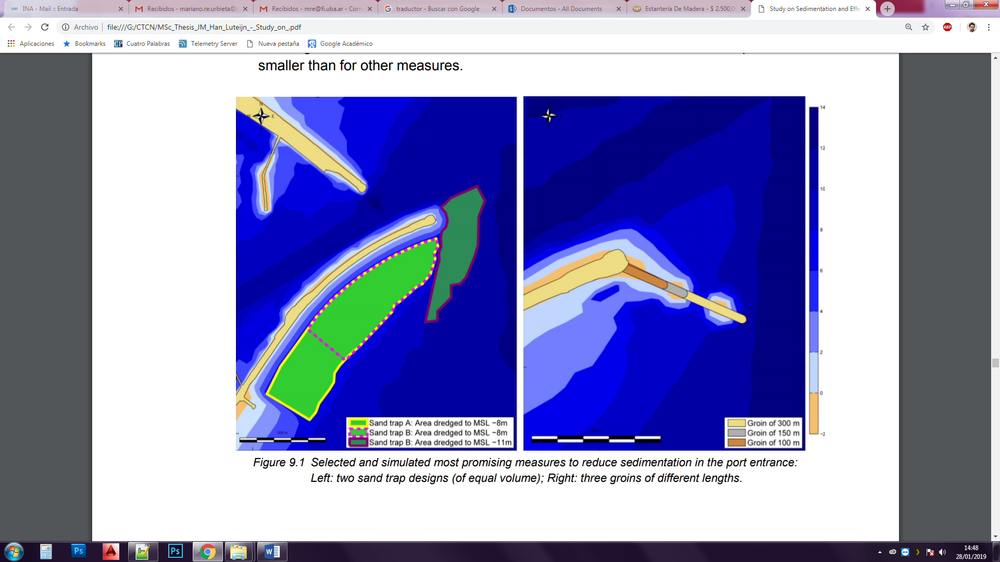 INA - Mail :: Entrada
Recibidos - mariano.re.urbieta@g
Recibidos - mre@fi.uba.ar - Corr
traductor - Buscar con Google
Documentos - All Documents
Estantería De Madera - $ 2.500,0
Study on Sedimentation and Effe
Archivo
file:///G:/CTCN/MSc_Thesis_JM_Han_Luteijn_-_Study_on_.pdf
ABP
Aplicaciones
Bookmarks
CP Cuatro Palabras
Telemetry Server
Nueva pestaña
Google Académico
smaller than for other measures.
N
W E
500 m
Sand trap A: Area dredged to MSL −8m
Sand trap B: Area dredged to MSL −8m
Sand trap B: Area dredged to MSL −11m
Groin of 300 m
Groin of 150 m
Groin of 100 m
14
12
10
8
6
4
2
0
−2
Figure 9.1 Selected and simulated most promising measures to reduce sedimentation in the port entrance:
Left: two sand trap designs (of equal volume); Right: three groins of different lengths.
Ps
Ps
14:48
28/01/2019